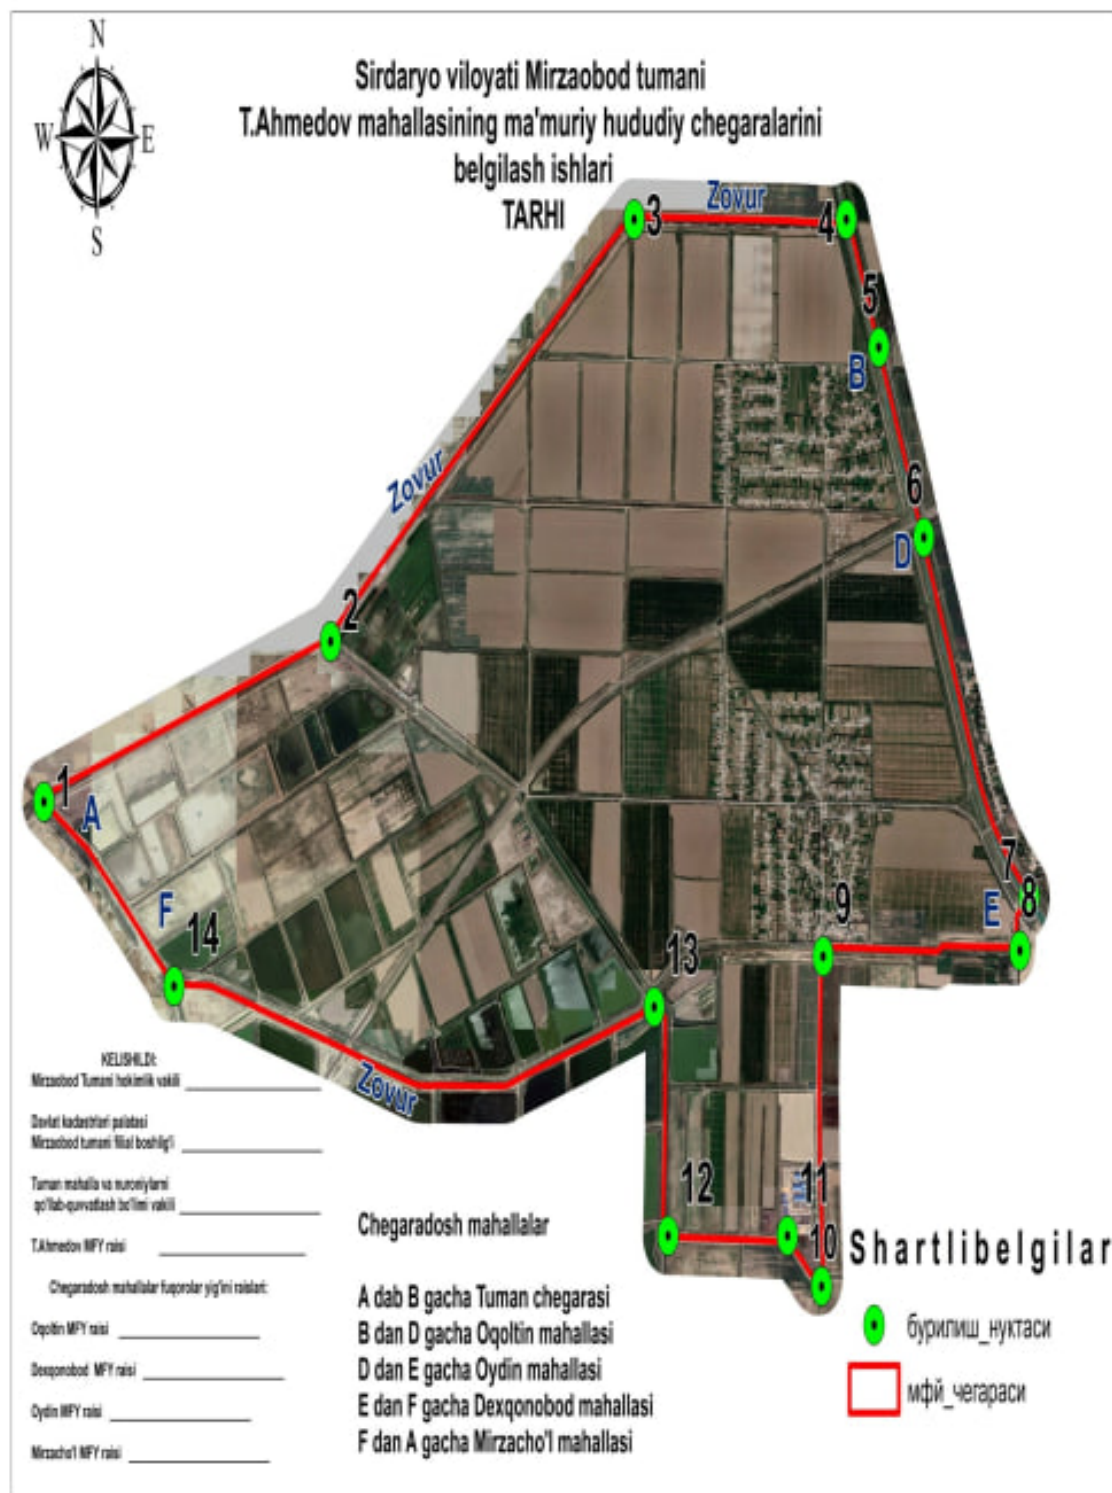 N
W E
S
Sirdaryo viloyati Mirzaobod tumani
T.Ahmedov mahallasining ma'muriy hududiy chegaralarini
belgilash ishlari
TARHI
Zovur
3
4
5
B
6
D
Zovur
2
1
A
F
14
7
8
E
9
13
Zovur
12
11
10
KELISHILDI:
Mirzaobod Tumani hokimlik vakili
Davlat kadastrlari palatasi
Mirzaobod tumani filial boshlig'i
Tuman mahalla va nuroniylarni
qo'llab-quvvatlash bo'limi vakili
T.Ahmedov MFY raisi
Chegaradosh mahallalar fuqorolar yig'ini raislari:
Oqoltin MFY raisi
Dexqonobod MFY raisi
Oydin MFY raisi
Mirzacho'l MFY raisi
Chegaradosh mahallalar
A dab B gacha Tuman chegarasi
B dan D gacha Oqoltin mahallasi
D dan E gacha Oydin mahallasi
E dan F gacha Dexqonobod mahallasi
F dan A gacha Mirzacho'l mahallasi
Shartlibelgilar
бурилиш_нуктаси
мфй_чегараси